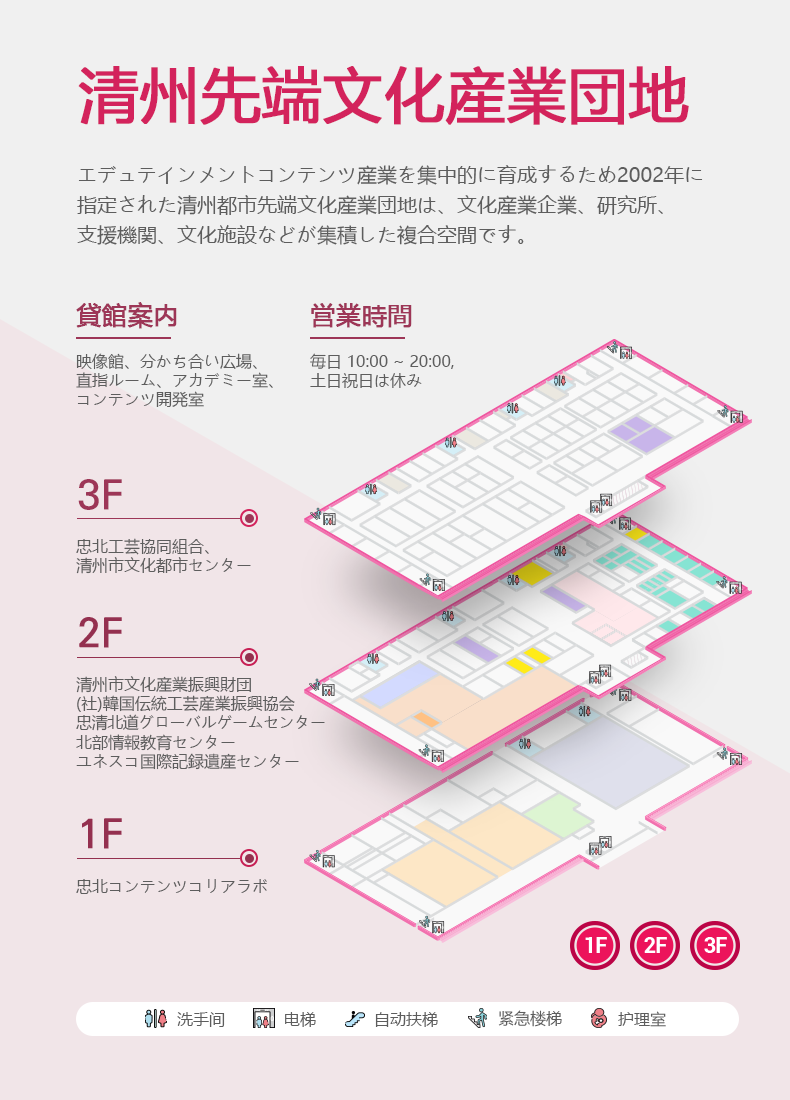 清州先端文化産業団地
エデュテインメントコンテンツ産業を集中的に育成するため2002年に
指定された清州都市先端文化産業団地は、文化産業企業、研究所、
支援機関、文化施設などが集積した複合空間です。
貸館案内
映像館、分かち合い広場、
直指ルーム、アカデミー室、
コンテンツ開発室
営業時間
毎日 10:00 ~ 20:00,
土日祝日は休み
3F
忠北工芸協同組合、
清州市文化都市センター
2F
清州市文化産業振興財団
(社)韓国伝統工芸産業振興協会
忠清北道グローバルゲームセンター
北部情報教育センター
ユネスコ国際記録遺産センター
1F
忠北コンテンツコリアラボ
1F 2F 3F
洗手间 电梯 自动扶梯 紧急楼梯 护理室